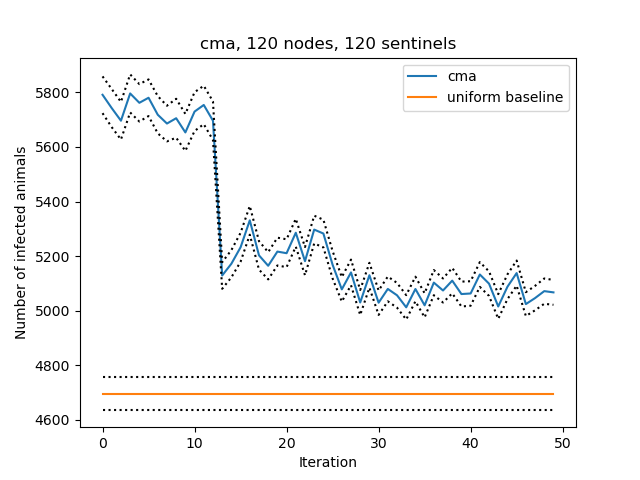 cma, 120 nodes, 120 sentinels
cma
uniform baseline
Number of infected animals
5800
5600
5400
5200
5000
4800
4600
0 10 20 30 40 50
Iteration